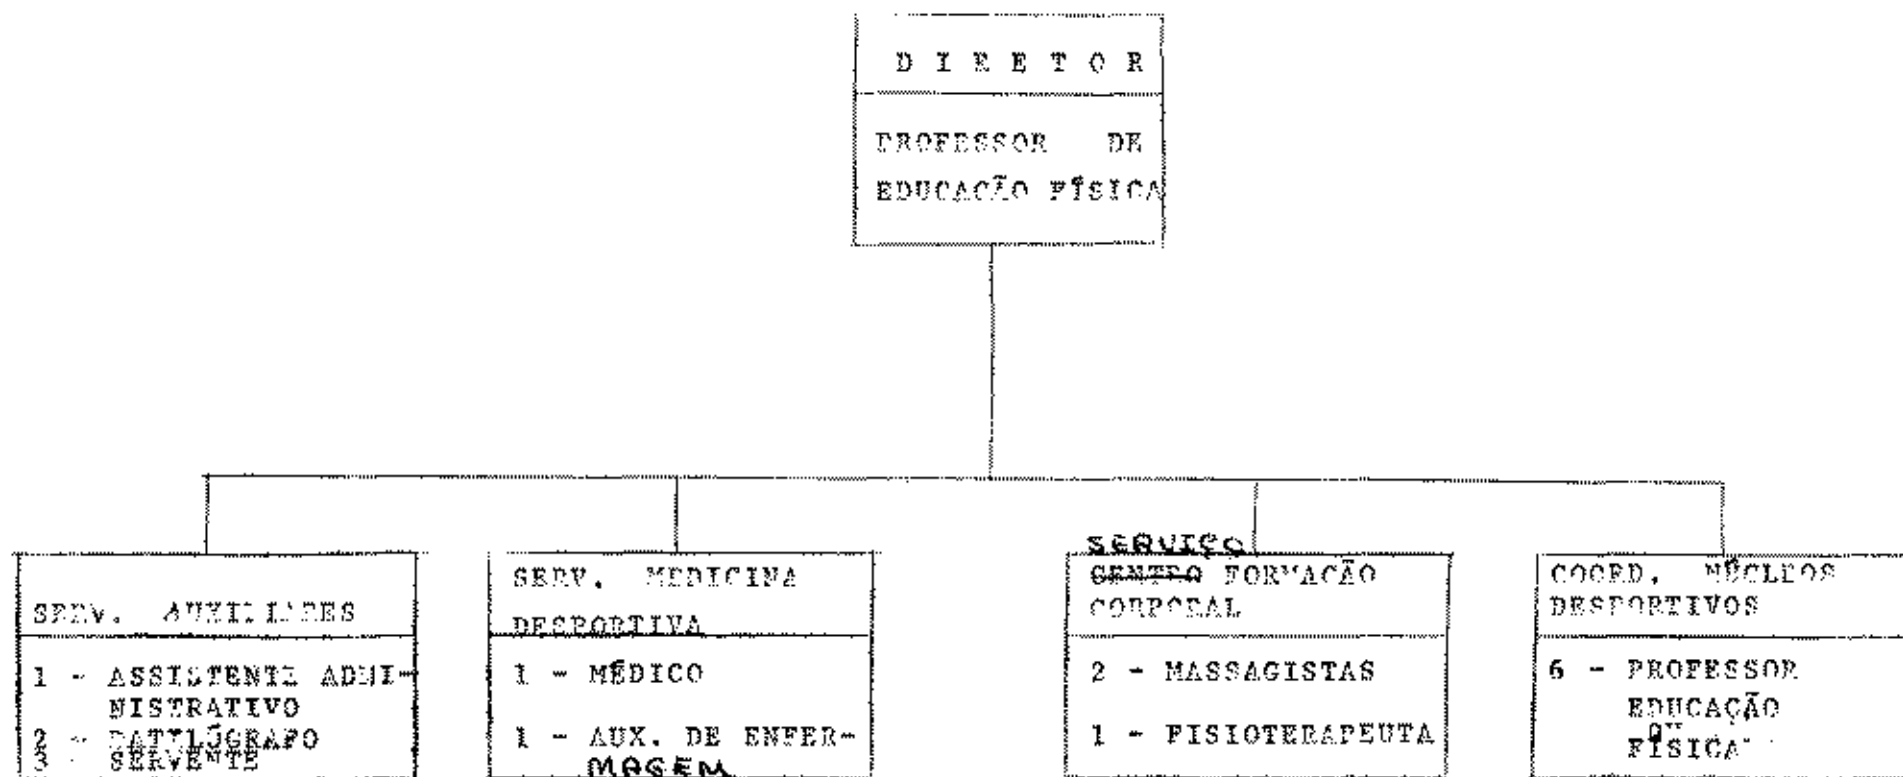 D I R E T O R
PROFESSOR DE
EDUCAÇÃO FÍSICA
SERV. AUXILIARES
1 - ASSISTENTE ADMI-
NISTRATIVO
2 - DATILÓGRAFO
3 - SERVENTE
SERV. MEDICINA
DESPORTIVA
1 - MÉDICO
1 - AUX. DE ENFER-
MAGEM
SERVIÇO
CENTRO FORMAÇÃO
CORPORAL
2 - MASSAGISTAS
1 - FISIOTERAPEUTA
COORD. NÚCLEOS
DESPORTIVOS
6 - PROFESSOR
EDUCAÇÃO
FÍSICA